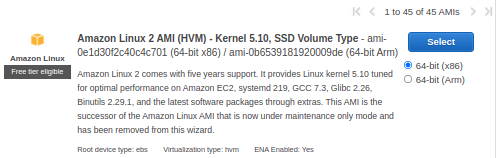 1 to 45 of 45 AMIs
Amazon Linux
Free tier eligible
Amazon Linux 2 AMI (HVM) - Kernel 5.10, SSD Volume Type - ami-
0e1d30f2c40c4c701 (64-bit x86) / ami-0b6539181920009de (64-bit Arm)
Amazon Linux 2 comes with five years support. It provides Linux kernel 5.10 tuned
for optimal performance on Amazon EC2, systemd 219, GCC 7.3, Glibc 2.26,
Binutils 2.29.1, and the latest software packages through extras. This AMI is the
successor of the Amazon Linux AMI that is now under maintenance only mode and
has been removed from this wizard.
Root device type: ebs Virtualization type: hvm ENA Enabled: Yes
Select
64-bit (x86)
64-bit (Arm)